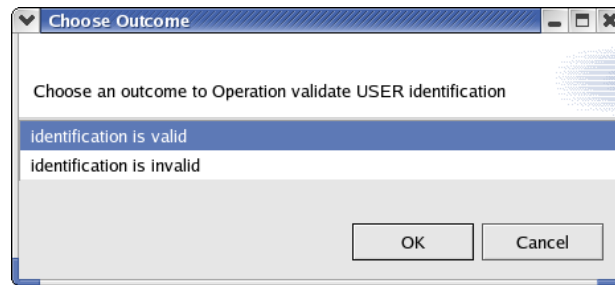 Choose Outcome
Choose an outcome to Operation validate USER identification
identification is valid
identification is invalid
OK
Cancel